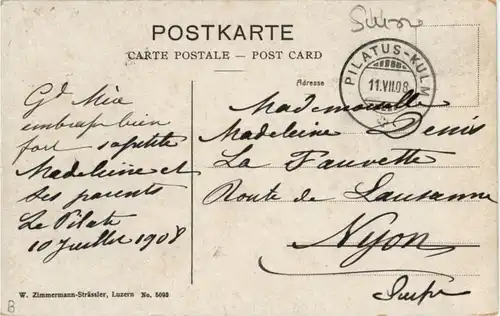 POSTKARTE
CARTE POSTALE — POST CARD
PILATUS-KULM
11.VII.08
Adresse
Gd Mère
embrasse bien
fort sa petite
Madeleine et
ses parents
Le Pilate
10 Juillet 1908
Mademoiselle
Madeleine Denis
La Fauvette
Route de Lausanne
Nyon
Suisse
W. Zimmermann-Strässler, Luzern No. 5093
B